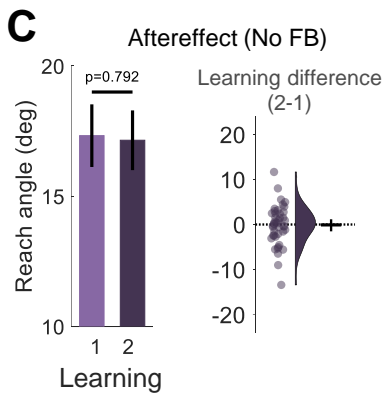 C
Aftereffect (No FB)
p=0.792
Reach angle (deg)
20
15
10
1 2
Learning
Learning difference
(2-1)
20
10
0
-10
-20